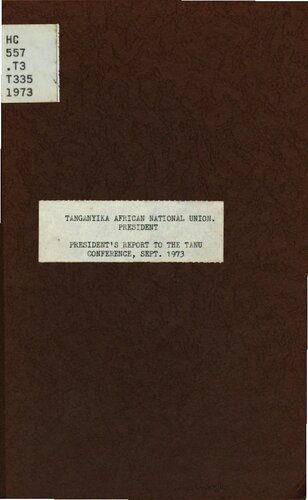 HC
557
.T3
T335
1973
TANGANYIKA AFRICAN NATIONAL UNION.
PRESIDENT
PRESIDENT'S REPORT TO THE TANU
CONFERENCE, SEPT. 1973